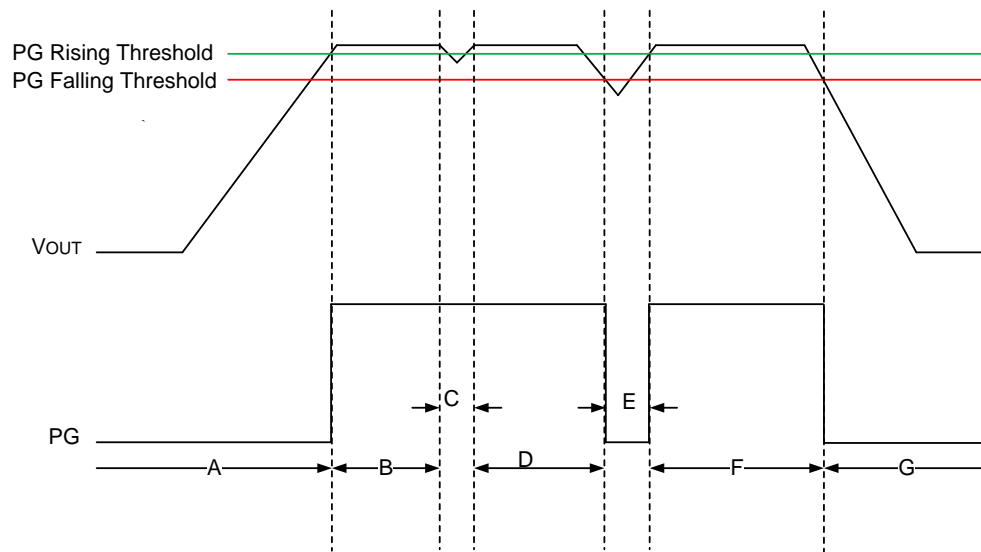 PG Rising Threshold
PG Falling Threshold
VOUT
C
E
PG
A
B
D
F
G